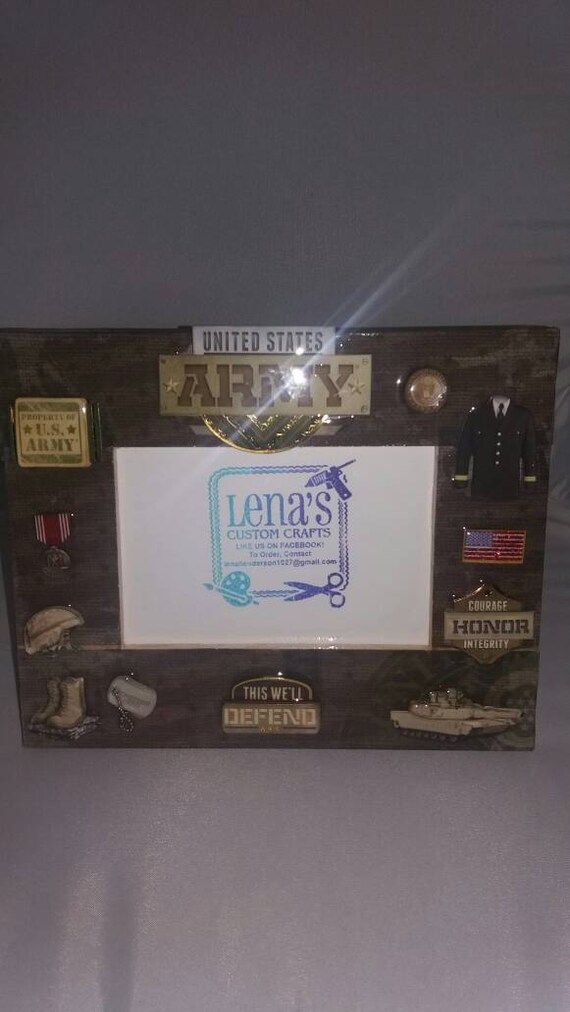 UNITED STATES
ARMY
PROPERTY OF
U.S.
ARMY
Lena's
CUSTOM CRAFTS
LIKE US ON FACEBOOK!
To Order, Contact
COURAGE
HONOR
INTEGRITY
THIS WE'LL
DEFEND